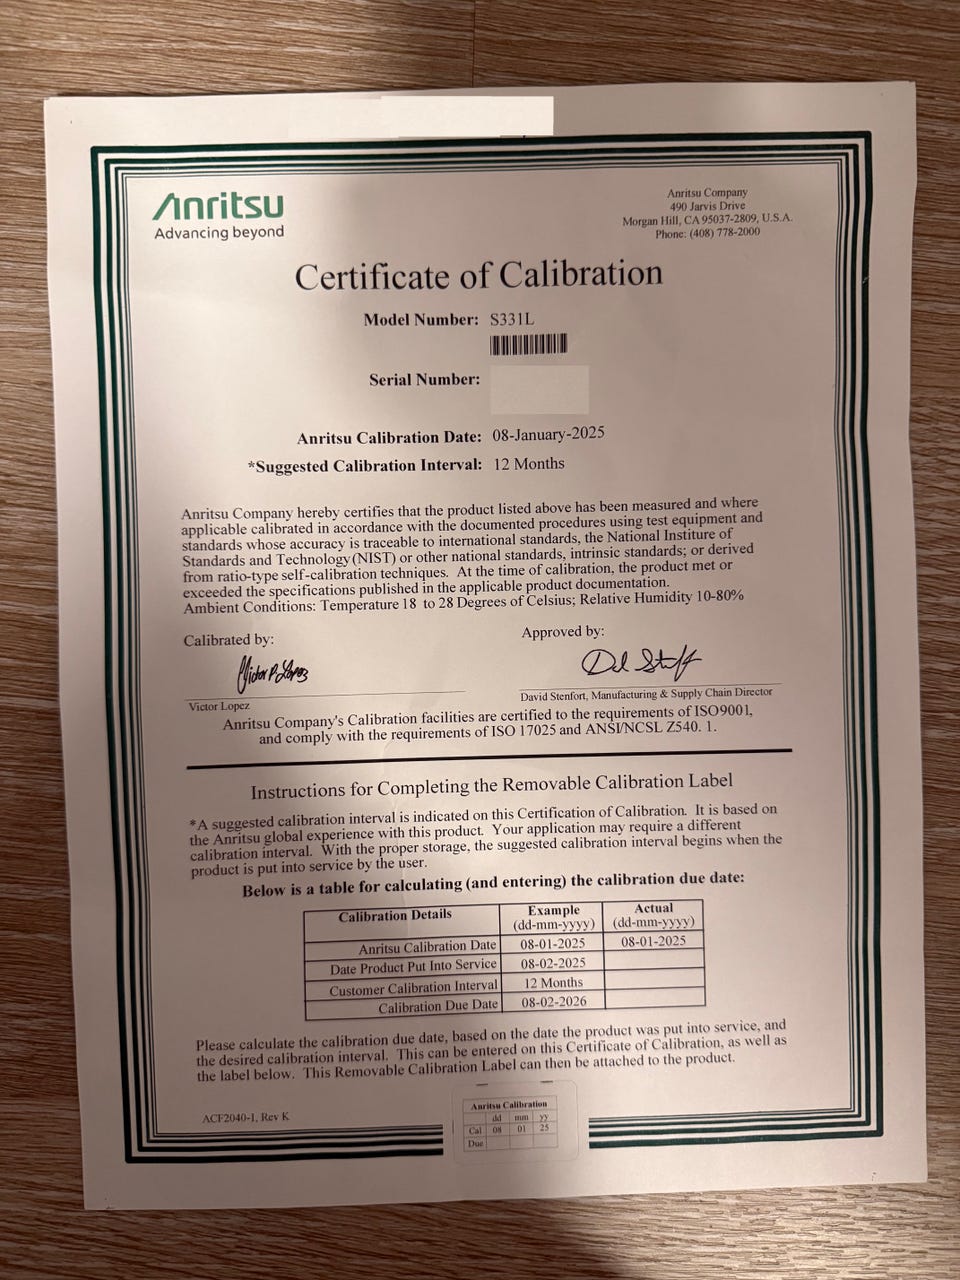 Anritsu
Advancing beyond
Anritsu Company
490 Jarvis Drive
Morgan Hill, CA 95037-2809, U.S.A.
Phone: (408) 778-2000
Certificate of Calibration
Model Number: S331L
Serial Number:
Anritsu Calibration Date: 08-January-2025
*Suggested Calibration Interval: 12 Months
Anritsu Company hereby certifies that the product listed above has been measured and where
applicable calibrated in accordance with the documented procedures using test equipment and
standards whose accuracy is traceable to international standards, the National Institute of
Standards and Technology(NIST) or other national standards, intrinsic standards; or derived
from ratio-type self-calibration techniques. At the time of calibration, the product met or
exceeded the specifications published in the applicable product documentation.
Ambient Conditions: Temperature 18 to 28 Degrees of Celsius; Relative Humidity 10-80%
Calibrated by:
Approved by:
Victor P. Lopez
Victor Lopez
David Stenfort, Manufacturing & Supply Chain Director
Anritsu Company's Calibration facilities are certified to the requirements of ISO9001,
and comply with the requirements of ISO 17025 and ANSI/NCSL Z540. 1.
Instructions for Completing the Removable Calibration Label
*A suggested calibration interval is indicated on this Certification of Calibration. It is based on
the Anritsu global experience with this product. Your application may require a different
calibration interval. With the proper storage, the suggested calibration interval begins when the
product is put into service by the user.
Below is a table for calculating (and entering) the calibration due date:
Calibration Details Example (dd-mm-yyyy) Actual (dd-mm-yyyy)
Anritsu Calibration Date 08-01-2025 08-01-2025
Date Product Put Into Service 08-02-2025
Customer Calibration Interval 12 Months
Calibration Due Date 08-02-2026
Please calculate the calibration due date, based on the date the product was put into service, and
the desired calibration interval. This can be entered on this Certificate of Calibration, as well as
the label below. This Removable Calibration Label can then be attached to the product.
ACF2040-1, Rev K
Anritsu Calibration
dd mm yy
Cal 08 01 25
Due